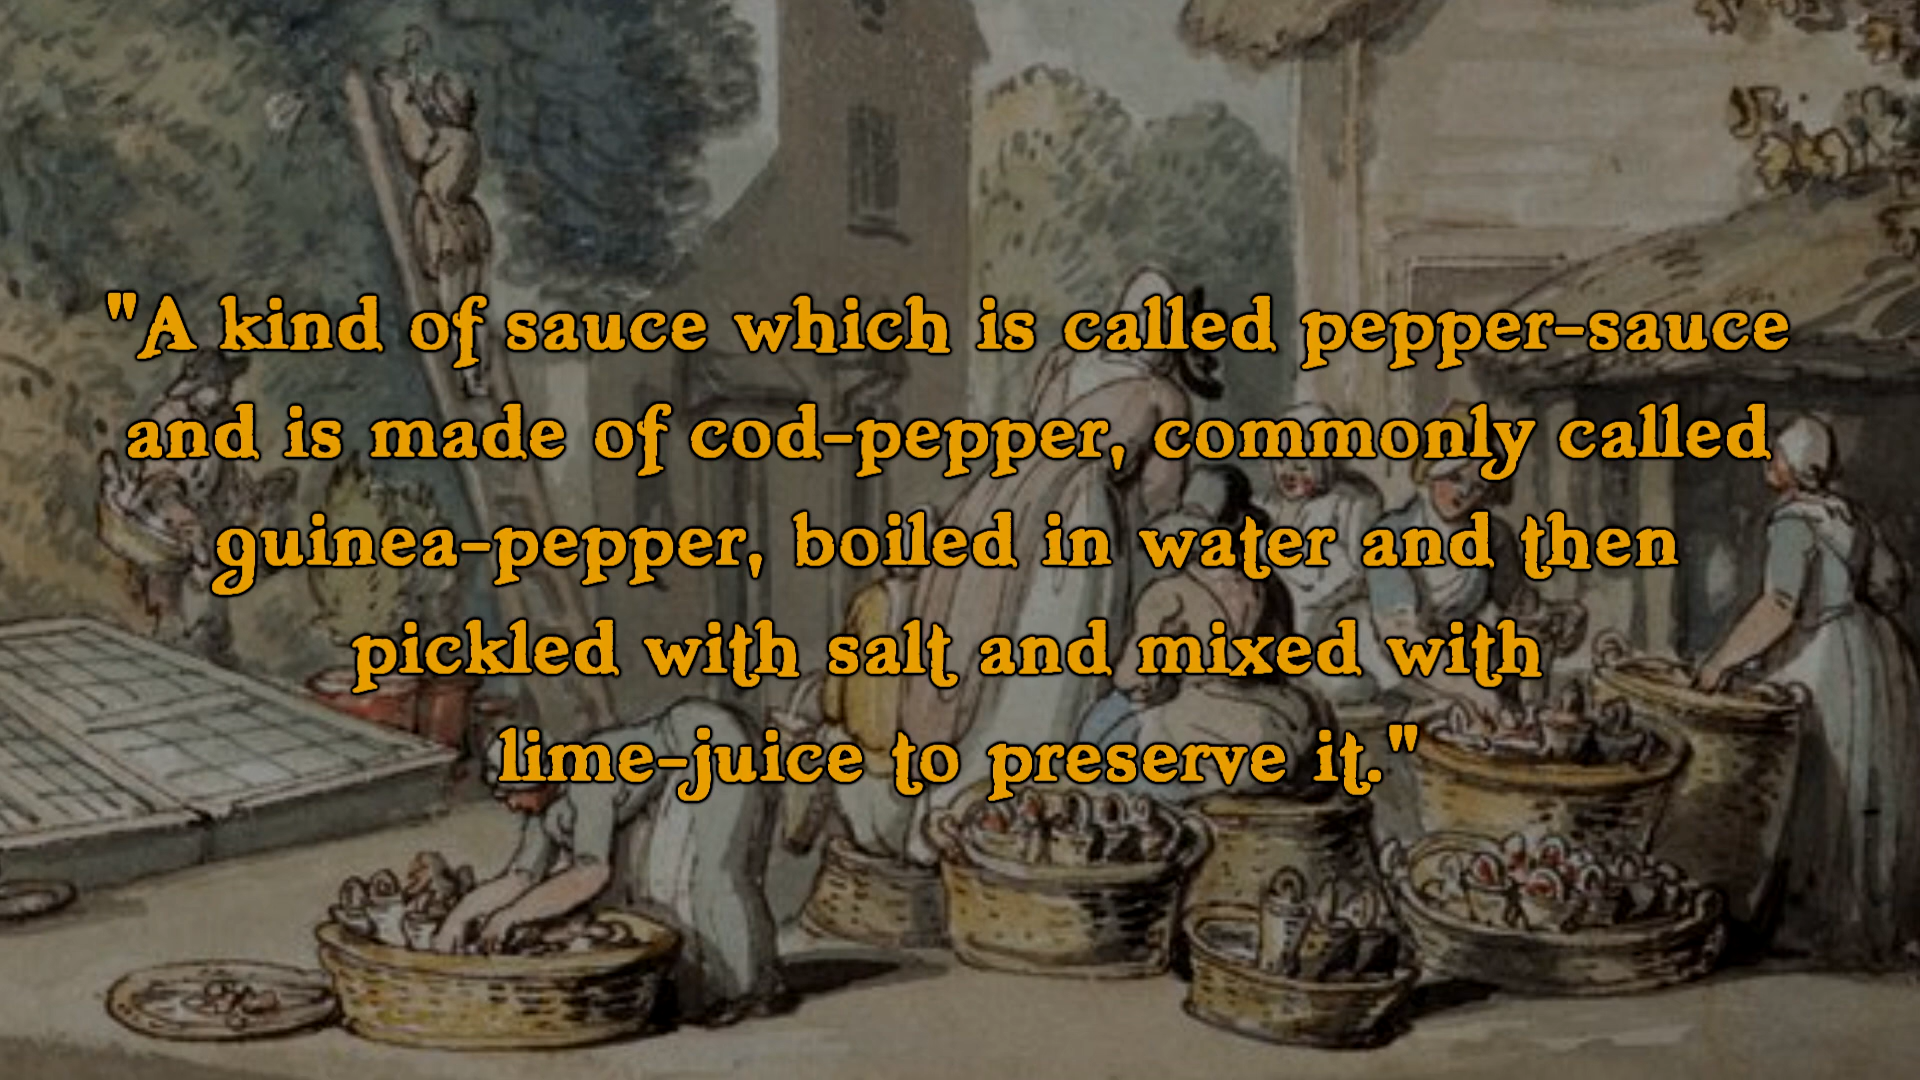 "A kind of sauce which is called pepper-sauce
and is made of cod-pepper, commonly called
guinea-pepper, boiled in water and then
pickled with salt and mixed with
lime-juice to preserve it."